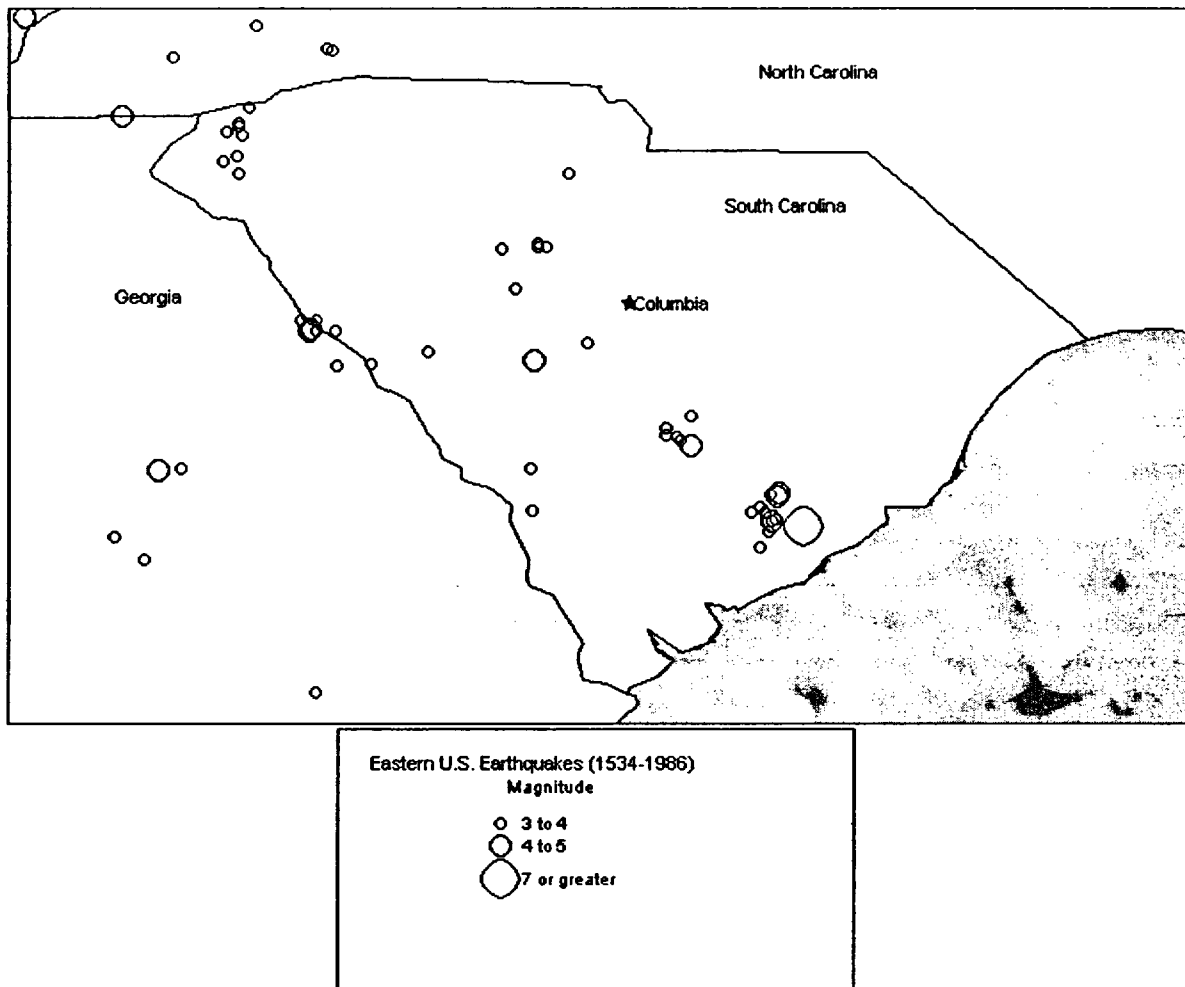 North Carolina
South Carolina
Georgia
Columbia
Eastern U.S. Earthquakes (1534-1986)
Magnitude
3 to 4
4 to 5
7 or greater